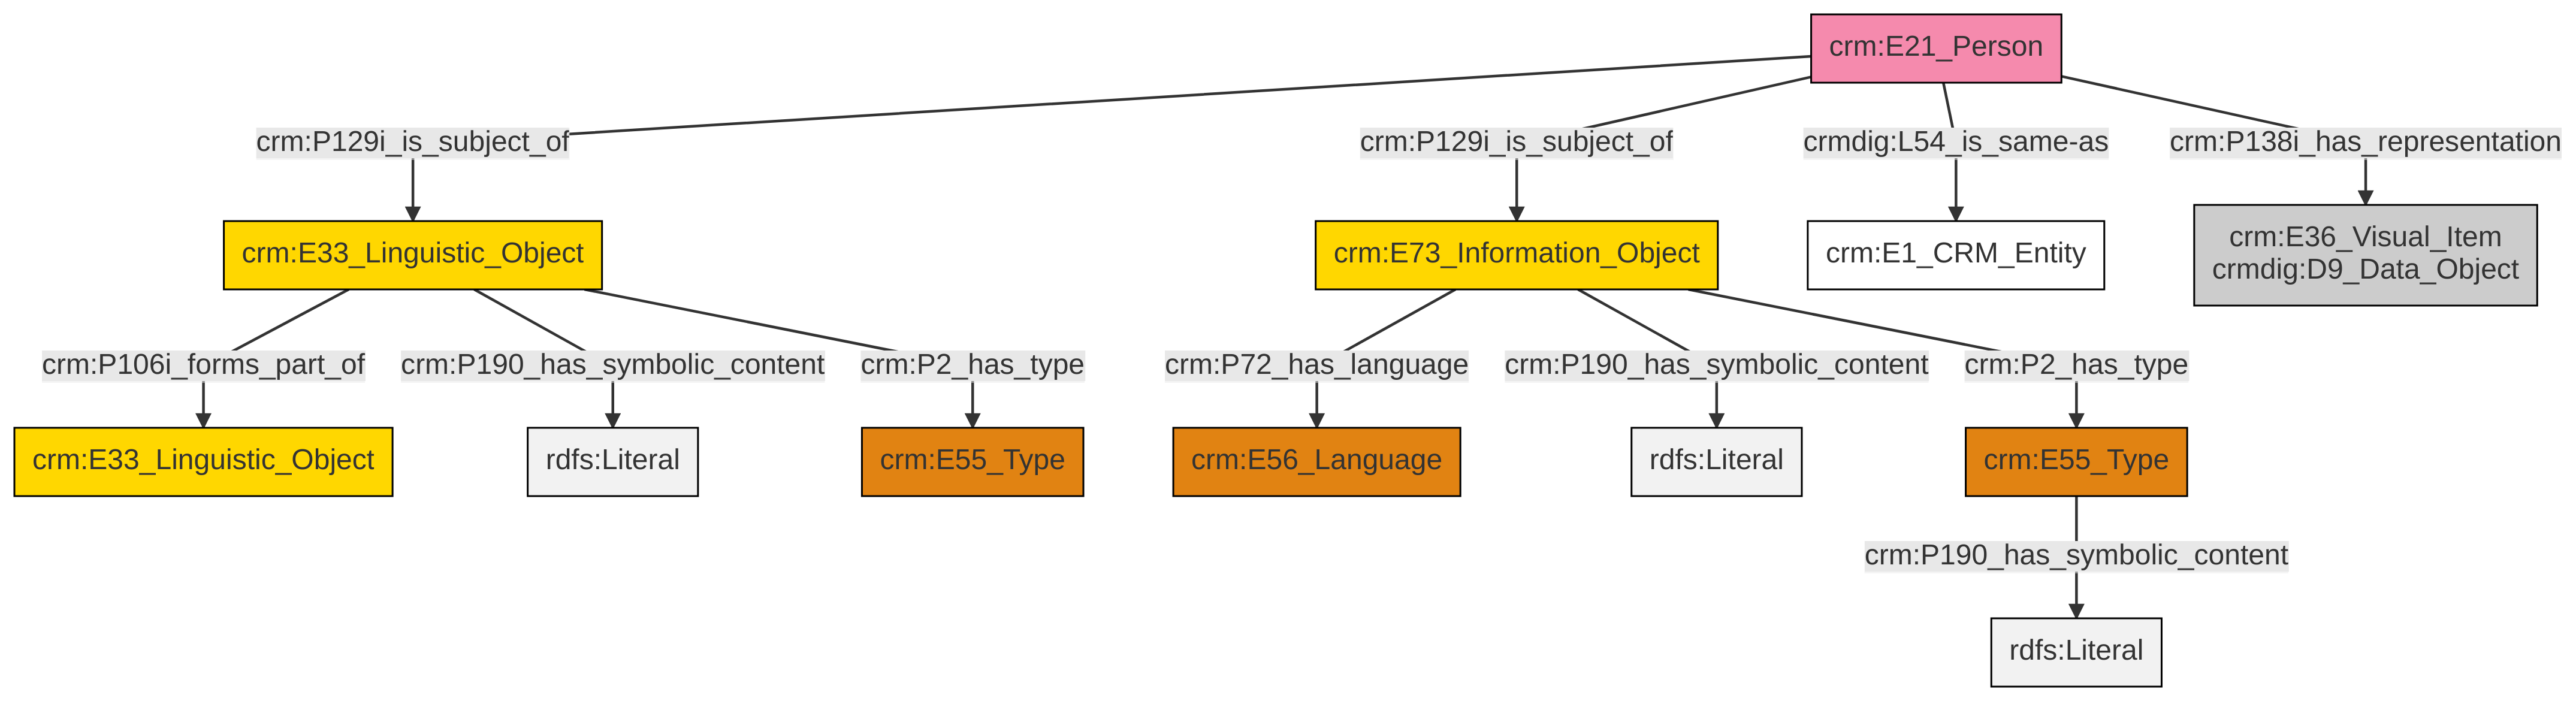 crm:E21_Person
crm:P129i_is_subject_of
crm:P129i_is_subject_of
crmdig:L54_is_same-as
crm:P138i_has_representation
crm:E33_Linguistic_Object
crm:E73_Information_Object
crm:E1_CRM_Entity
crm:E36_Visual_Item
crmdig:D9_Data_Object
crm:P106i_forms_part_of
crm:P190_has_symbolic_content
crm:P2_has_type
crm:P72_has_language
crm:P190_has_symbolic_content
crm:P2_has_type
crm:E33_Linguistic_Object
rdfs:Literal
crm:E55_Type
crm:E56_Language
rdfs:Literal
crm:E55_Type
crm:P190_has_symbolic_content
rdfs:Literal